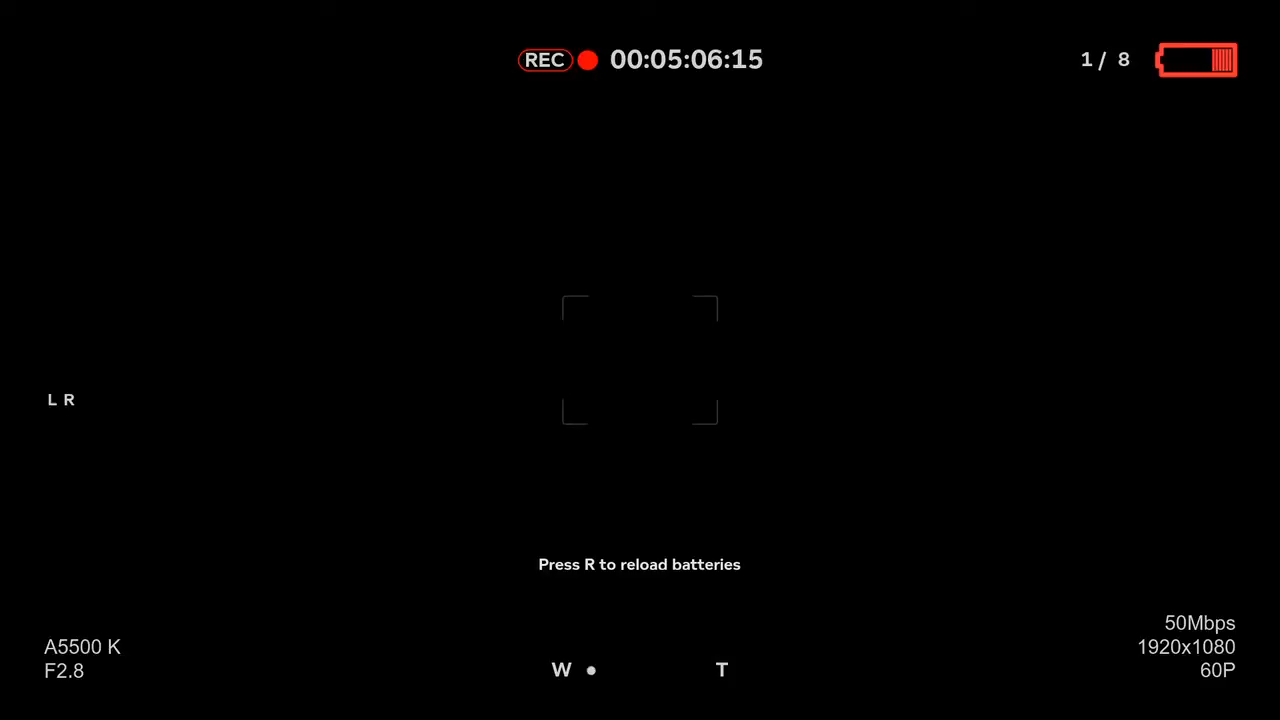 REC 00:05:06:15
1 / 8
L R
Press R to reload batteries
A5500 K
F2.8
W T
50Mbps
1920x1080
60P